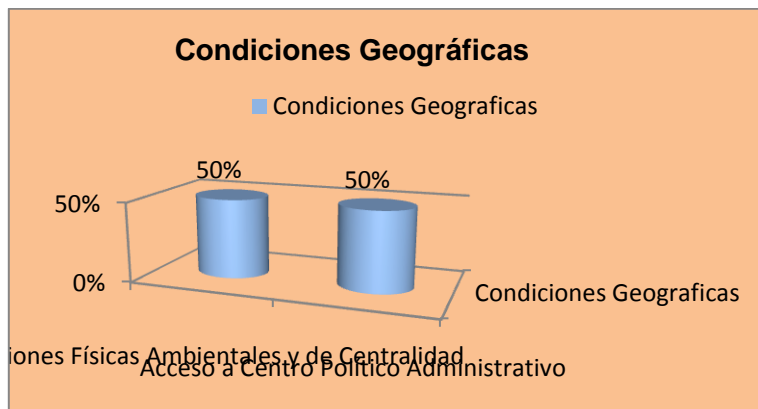 Condiciones Geográficas
Condiciones Geograficas
50%
50%
50%
0%
Condiciones Geograficas
iones Físicas Ambientales y de Centralidad
Acceso a Centro Político Administrativo